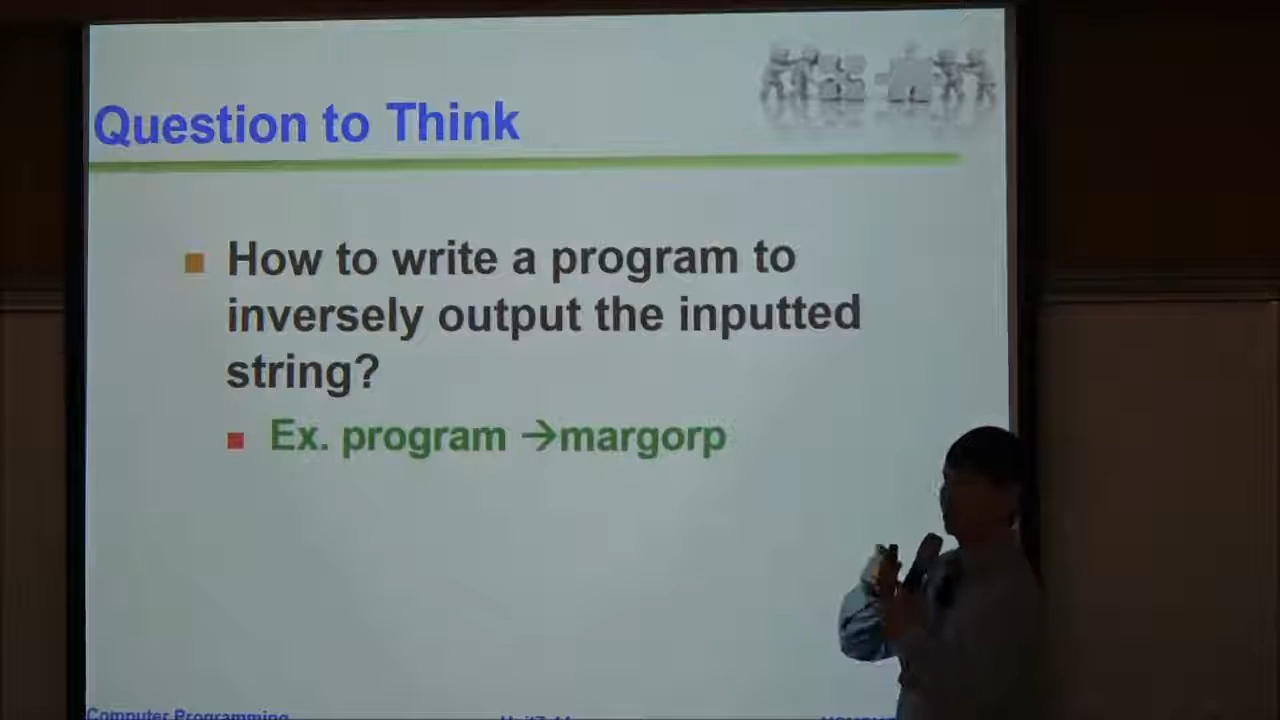 Question to Think
How to write a program to
inversely output the inputted
string?
Ex. program →margorp
Computer Programming